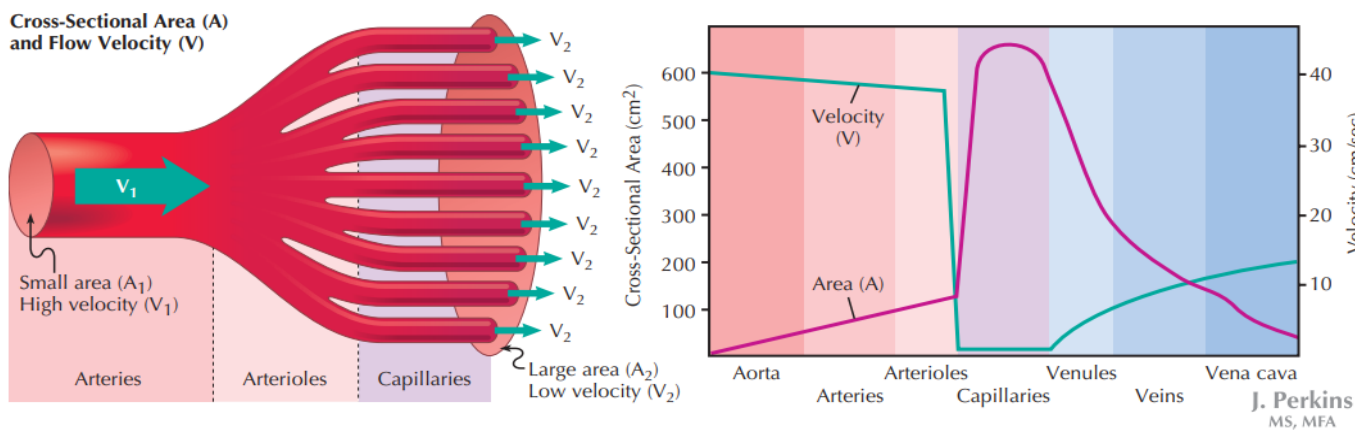 Cross-Sectional Area (A)
and Flow Velocity (V)
V1
V2
V2
V2
V2
V2
V2
V2
V2
V2
Small area (A1)
High velocity (V1)
Large area (A2)
Low velocity (V2)
Arteries
Arterioles
Capillaries
Cross-Sectional Area (cm²)
600
500
400
300
200
100
Velocity
(V)
Area (A)
40
30
20
10
Velocity (cm/sec)
Aorta
Arteries
Arterioles
Capillaries
Venules
Veins
Vena cava
J. Perkins
MS, MFA